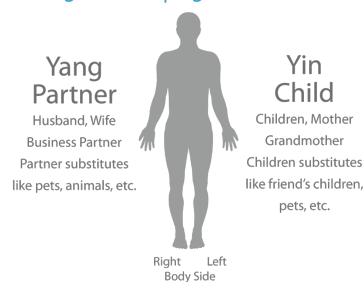 Yang
Partner
Husband, Wife
Business Partner
Partner substitutes
like pets, animals, etc.
Yin
Child
Children, Mother
Grandmother
Children substitutes
like friend's children,
pets, etc.
Right Left
Body Side